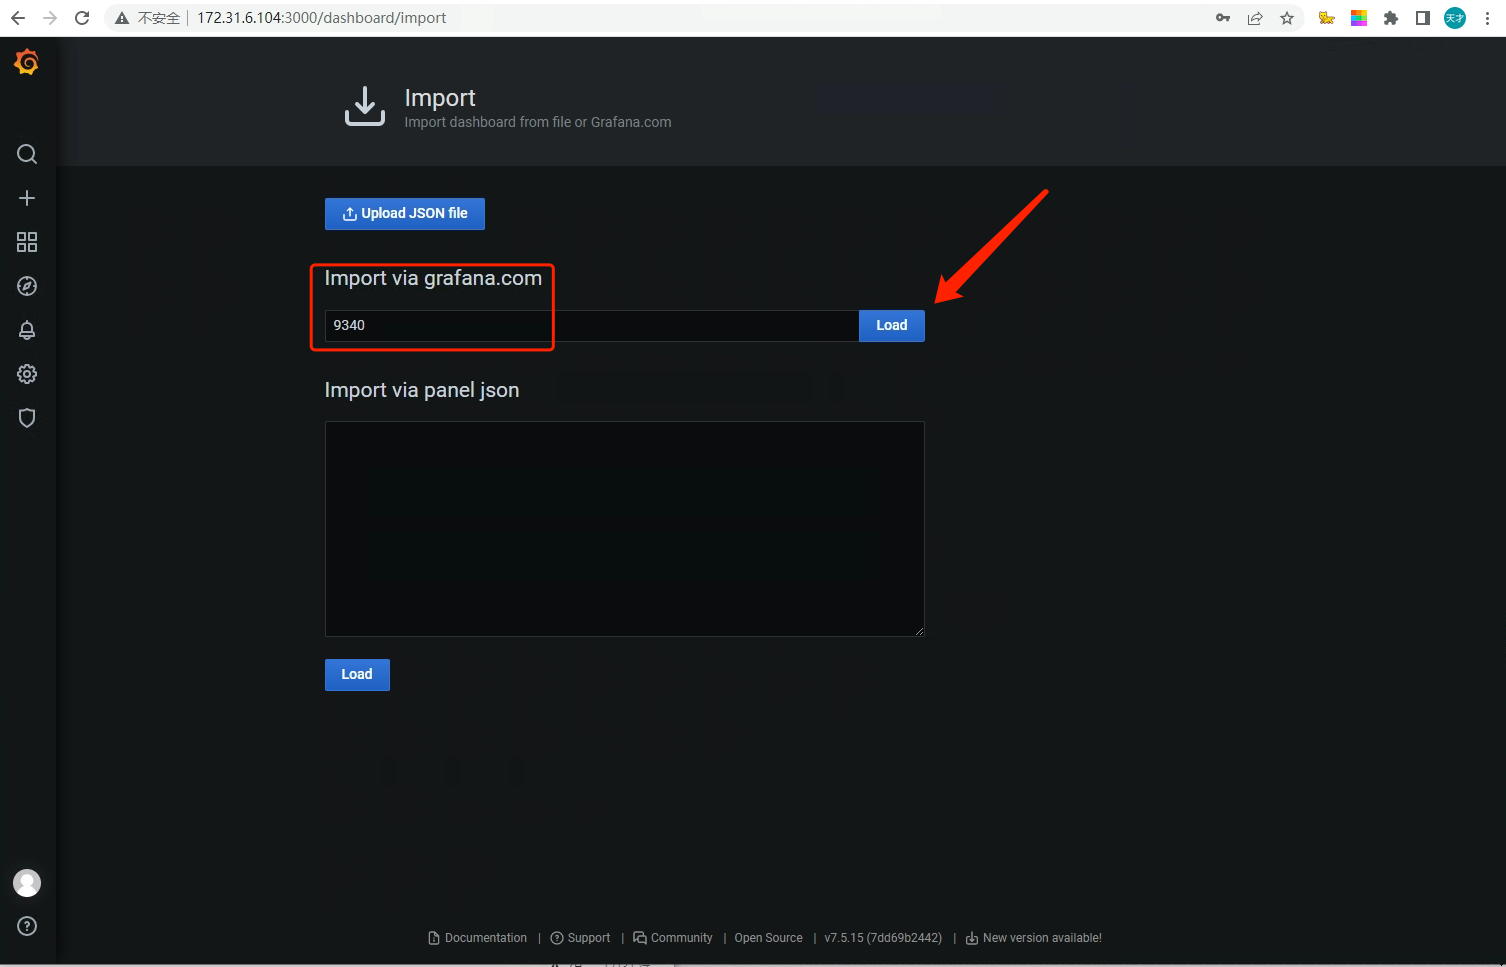 不安全 172.31.6.104:3000/dashboard/import
天才
Import
Import dashboard from file or Grafana.com
Upload JSON file
Import via grafana.com
9340
Load
Import via panel json
Load
Documentation | Support | Community | Open Source | v7.5.15 (7dd69b2442) | New version available!